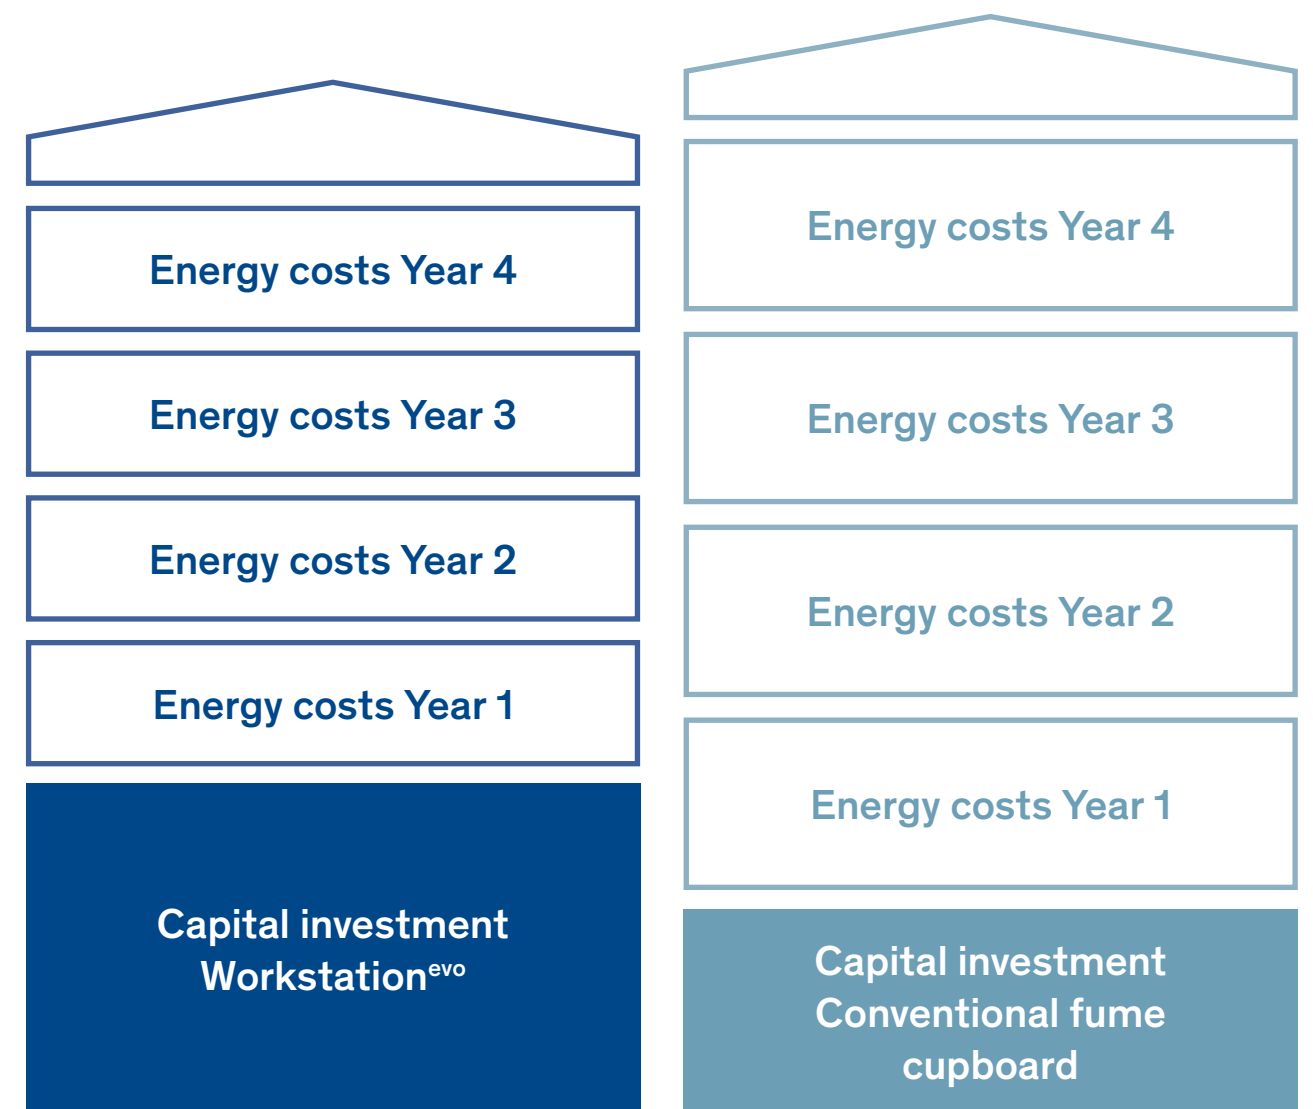 Energy costs Year 4
Energy costs Year 3
Energy costs Year 2
Energy costs Year 1
Capital investment
Workstationevo
Energy costs Year 4
Energy costs Year 3
Energy costs Year 2
Energy costs Year 1
Capital investment
Conventional fume
cupboard